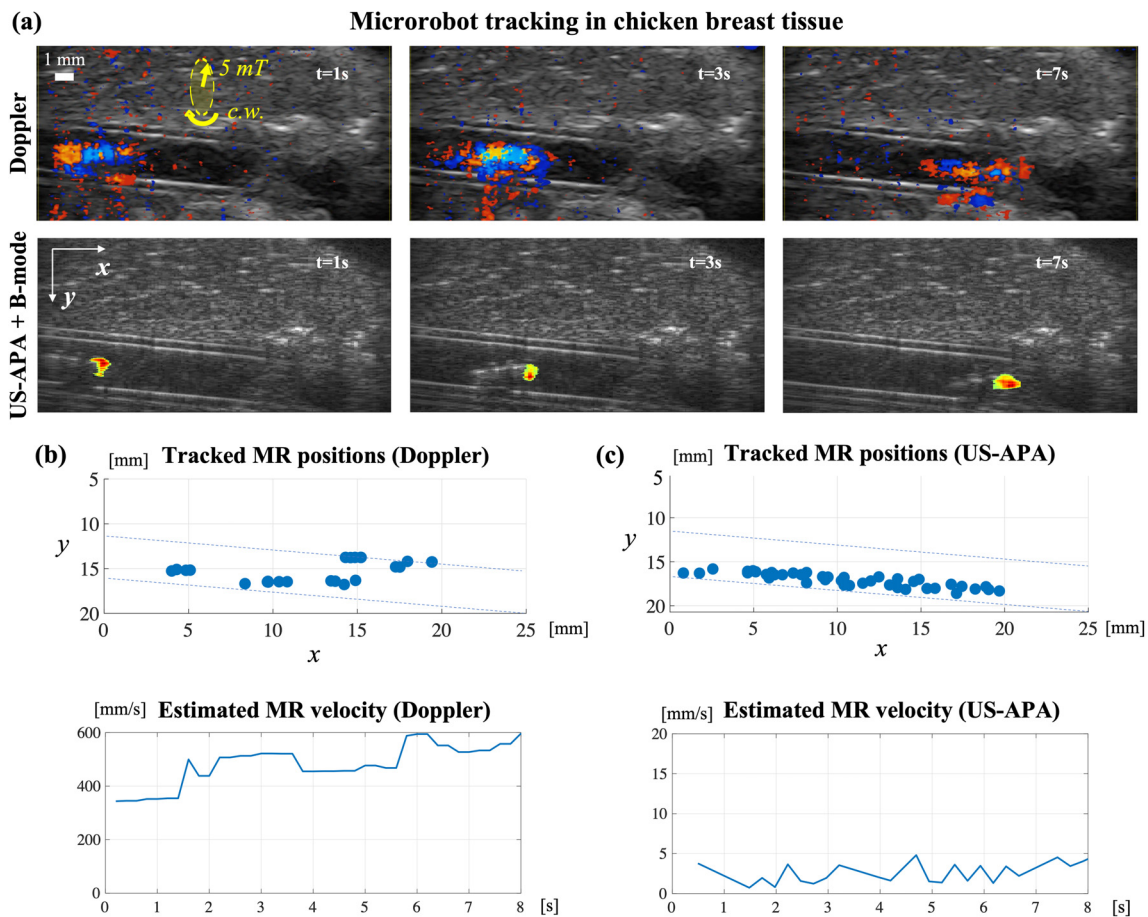 (a) Microrobot tracking in chicken breast tissue
Doppler
1 mm
5 mT
c.w.
t=1s
t=3s
t=7s
US-APA + B-mode
x
y
t=1s
t=3s
t=7s
(b) [mm] Tracked MR positions (Doppler)
5
10
y
15
20
0 5 10 15 20 25 [mm]
x
(c) [mm] Tracked MR positions (US-APA)
5
10
y
15
20
0 5 10 15 20 25 [mm]
x
[mm/s] Estimated MR velocity (Doppler)
600
400
200
0
0 1 2 3 4 5 6 7 8 [s]
[mm/s] Estimated MR velocity (US-APA)
20
15
10
5
0
0 1 2 3 4 5 6 7 8 [s]